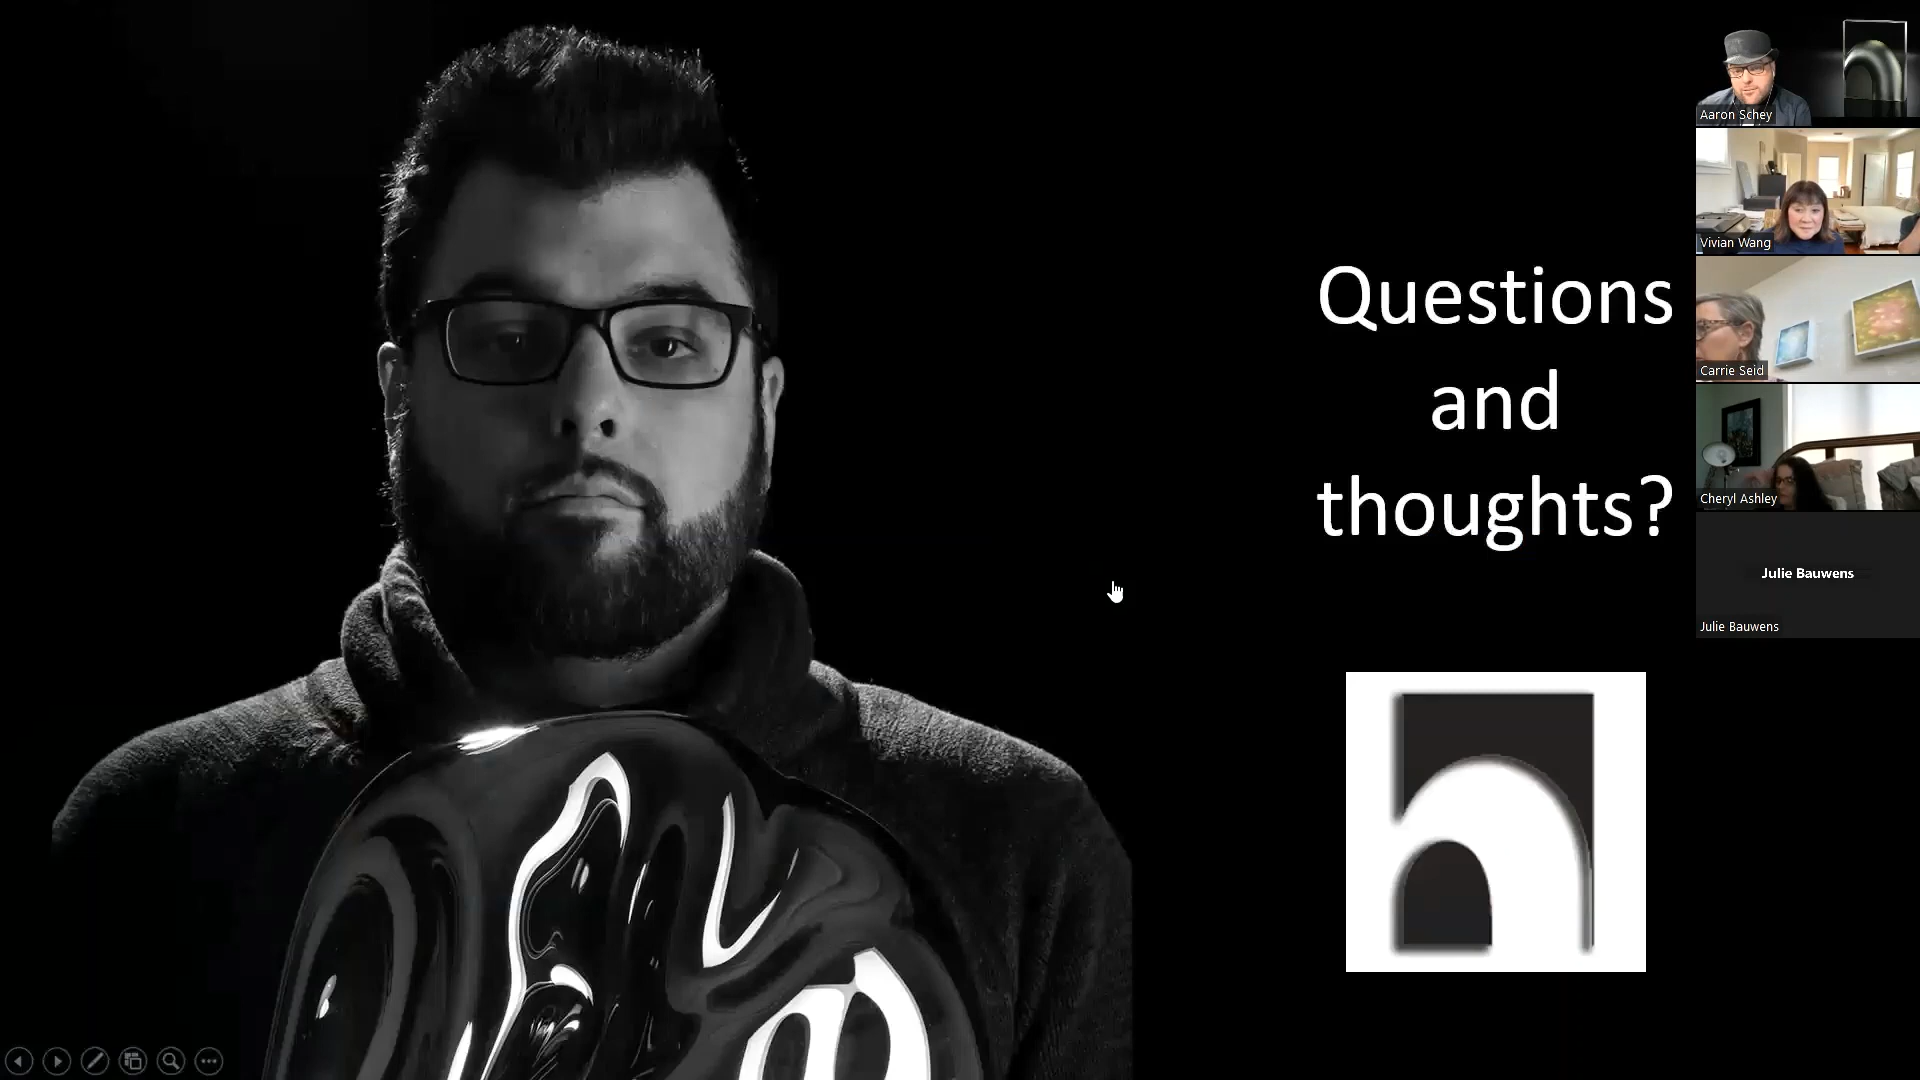 Questions
and
thoughts?
Aaron Schey
Vivian Wang
Carrie Seid
Cheryl Ashley
Julie Bauwens
Julie Bauwens